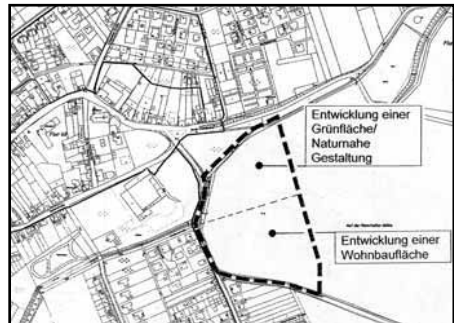 Entwicklung einer
Grünfläche/
Naturnahe
Gestaltung
Entwicklung einer
Wohnbaufläche